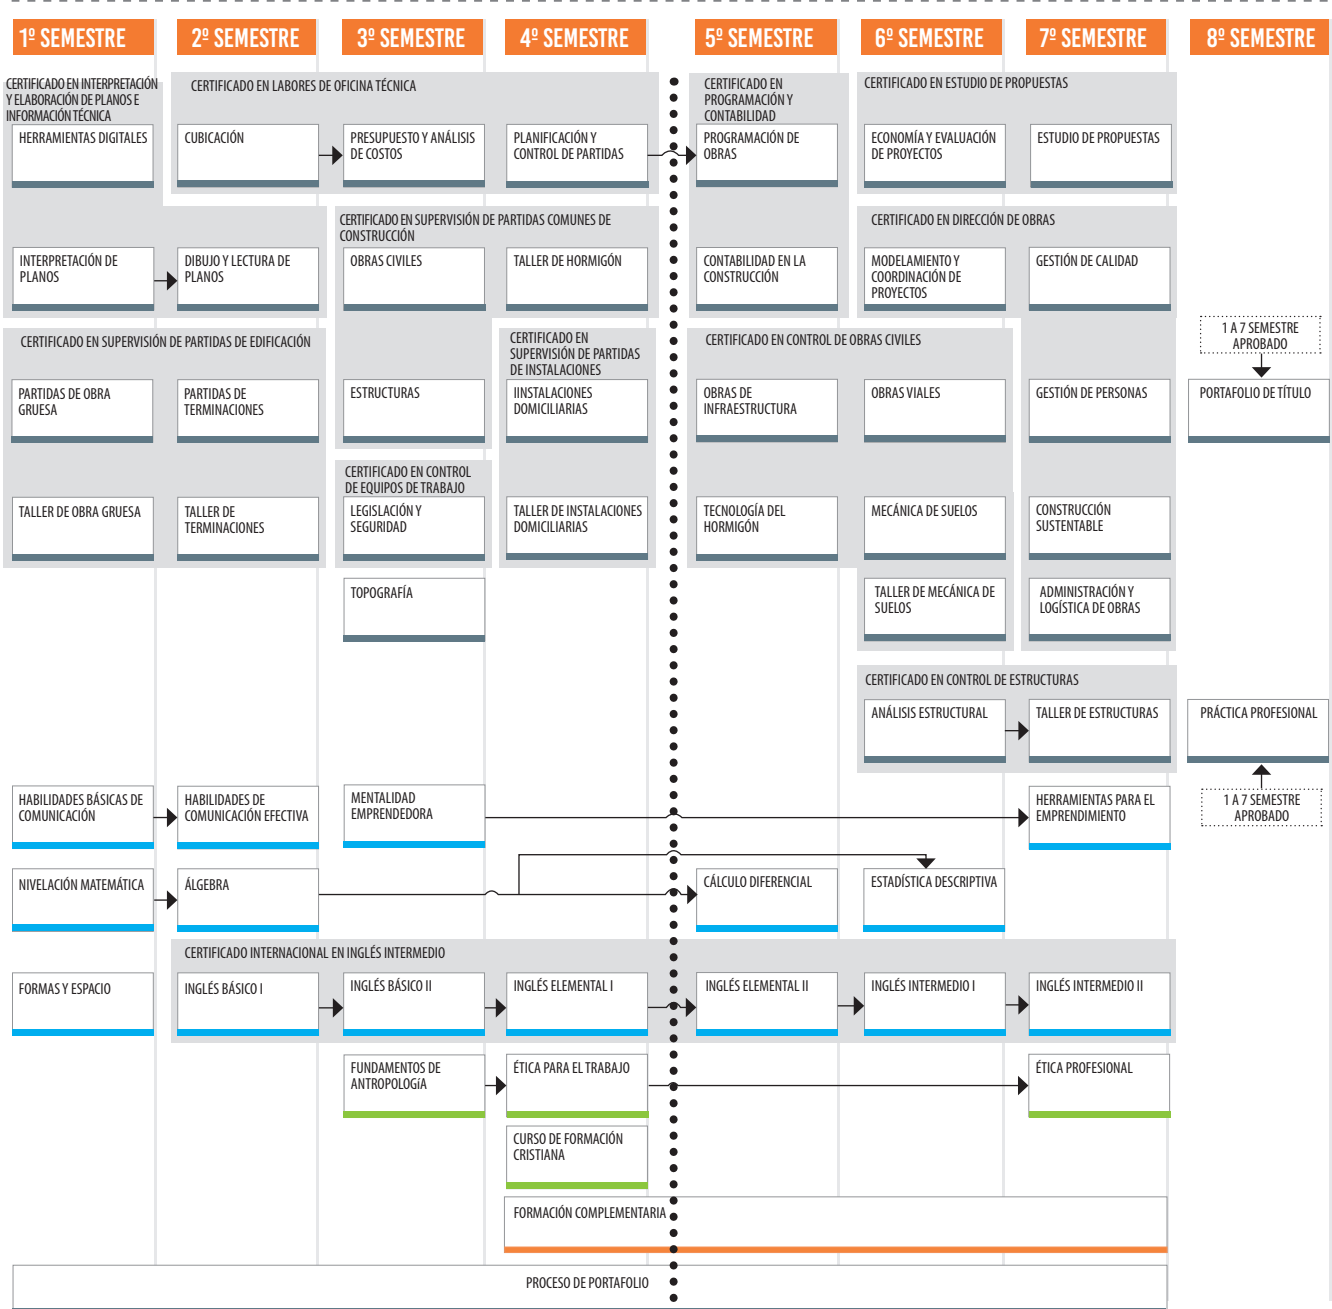 1º SEMESTRE
2º SEMESTRE
3º SEMESTRE
4º SEMESTRE
5º SEMESTRE
6º SEMESTRE
7º SEMESTRE
8º SEMESTRE
CERTIFICADO EN INTERPRETACIÓN
Y ELABORACIÓN DE PLANOS E
INFORMACIÓN TÉCNICA
CERTIFICADO EN LABORES DE OFICINA TÉCNICA
CERTIFICADO EN
PROGRAMACIÓN Y
CONTABILIDAD
CERTIFICADO EN ESTUDIO DE PROPUESTAS
HERRAMIENTAS DIGITALES
CUBICACIÓN
PRESUPUESTO Y ANÁLISIS
DE COSTOS
PLANIFICACIÓN Y
CONTROL DE PARTIDAS
PROGRAMACIÓN DE
OBRAS
ECONOMÍA Y EVALUACIÓN
DE PROYECTOS
ESTUDIO DE PROPUESTAS
CERTIFICADO EN SUPERVISIÓN DE PARTIDAS COMUNES DE
CONSTRUCCIÓN
CERTIFICADO EN DIRECCIÓN DE OBRAS
INTERPRETACIÓN DE
PLANOS
DIBUJO Y LECTURA DE
PLANOS
OBRAS CIVILES
TALLER DE HORMIGÓN
CONTABILIDAD EN LA
CONSTRUCCIÓN
MODELAMIENTO Y
COORDINACIÓN DE
PROYECTOS
GESTIÓN DE CALIDAD
CERTIFICADO EN SUPERVISIÓN DE PARTIDAS DE EDIFICACIÓN
CERTIFICADO EN
SUPERVISIÓN DE PARTIDAS
DE INSTALACIONES
CERTIFICADO EN CONTROL DE OBRAS CIVILES
1 A 7 SEMESTRE
APROBADO
PARTIDAS DE OBRA
GRUESA
PARTIDAS DE
TERMINACIONES
ESTRUCTURAS
IINSTALACIONES
DOMICILIARIAS
OBRAS DE
INFRAESTRUCTURA
OBRAS VIALES
GESTIÓN DE PERSONAS
PORTAFOLIO DE TÍTULO
CERTIFICADO EN CONTROL
DE EQUIPOS DE TRABAJO
TALLER DE OBRA GRUESA
TALLER DE
TERMINACIONES
LEGISLACIÓN Y
SEGURIDAD
TALLER DE INSTALACIONES
DOMICILIARIAS
TECNOLOGÍA DEL
HORMIGÓN
MECÁNICA DE SUELOS
CONSTRUCCIÓN
SUSTENTABLE
TOPOGRAFÍA
TALLER DE MECÁNICA DE
SUELOS
ADMINISTRACIÓN Y
LOGÍSTICA DE OBRAS
CERTIFICADO EN CONTROL DE ESTRUCTURAS
ANÁLISIS ESTRUCTURAL
TALLER DE ESTRUCTURAS
PRÁCTICA PROFESIONAL
HABILIDADES BÁSICAS DE
COMUNICACIÓN
HABILIDADES DE
COMUNICACIÓN EFECTIVA
MENTALIDAD
EMPRENDEDORA
HERRAMIENTAS PARA EL
EMPRENDIMIENTO
1 A 7 SEMESTRE
APROBADO
NIVELACIÓN MATEMÁTICA
ÁLGEBRA
CÁLCULO DIFERENCIAL
ESTADÍSTICA DESCRIPTIVA
CERTIFICADO INTERNACIONAL EN INGLÉS INTERMEDIO
FORMAS Y ESPACIO
INGLÉS BÁSICO I
INGLÉS BÁSICO II
INGLÉS ELEMENTAL I
INGLÉS ELEMENTAL II
INGLÉS INTERMEDIO I
INGLÉS INTERMEDIO II
FUNDAMENTOS DE
ANTROPOLOGíA
ÉTICA PARA EL TRABAJO
ÉTICA PROFESIONAL
CURSO DE FORMACIÓN
CRISTIANA
FORMACIÓN COMPLEMENTARIA
PROCESO DE PORTAFOLIO